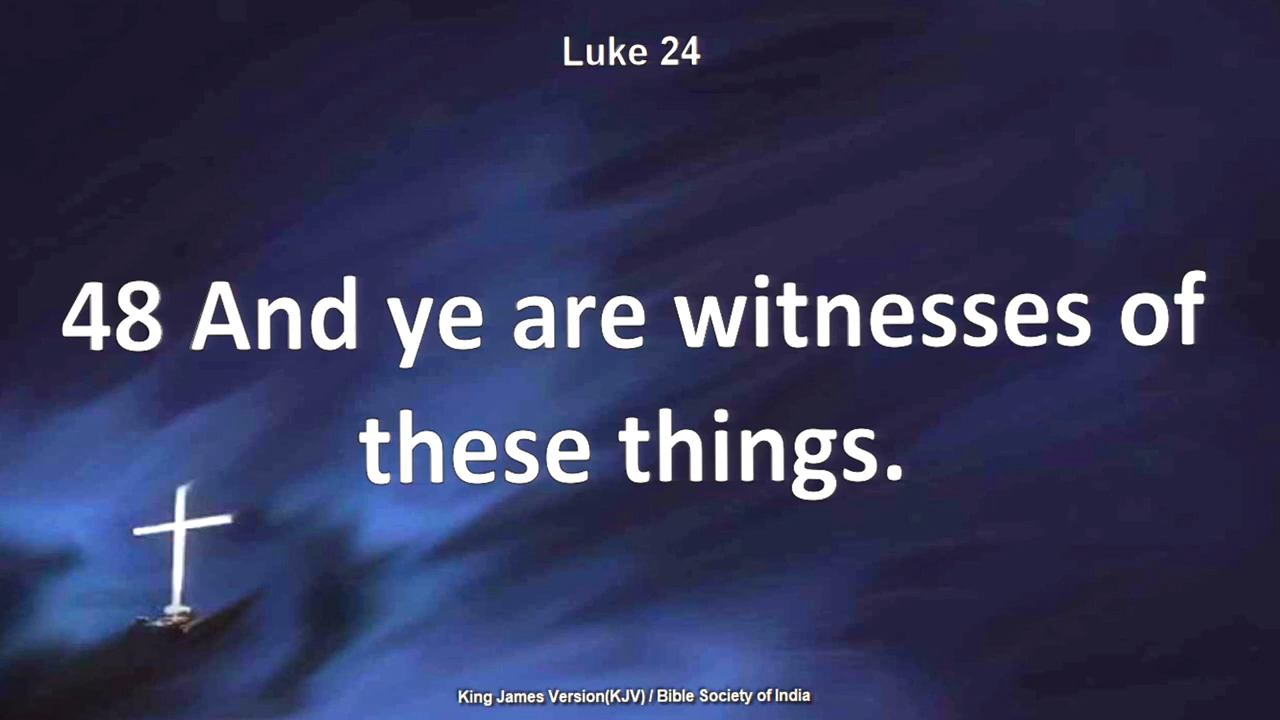 Luke 24
48 And ye are witnesses of
these things.
King James Version(KJV) / Bible Society of India